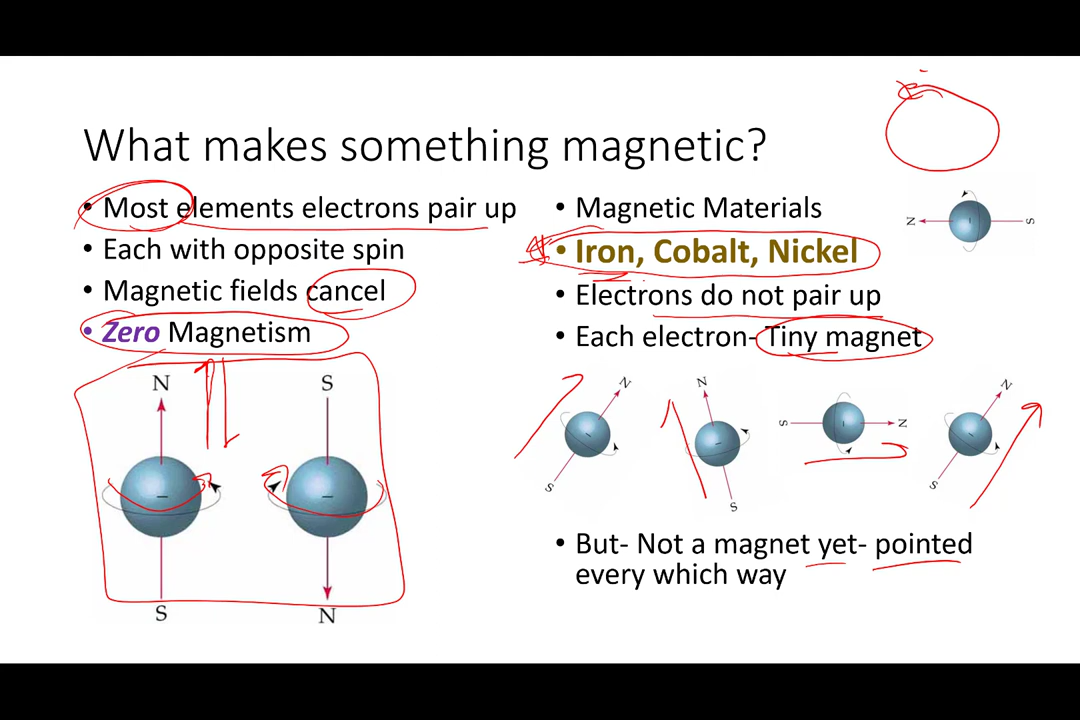 What makes something magnetic?
• Most elements electrons pair up
• Each with opposite spin
• Magnetic fields cancel
• Zero Magnetism
N
S
S
N
• Magnetic Materials
• Iron, Cobalt, Nickel
• Electrons do not pair up
• Each electron- Tiny magnet
N
S
N
S
S
N
N
S
N
S
• But- Not a magnet yet- pointed
every which way